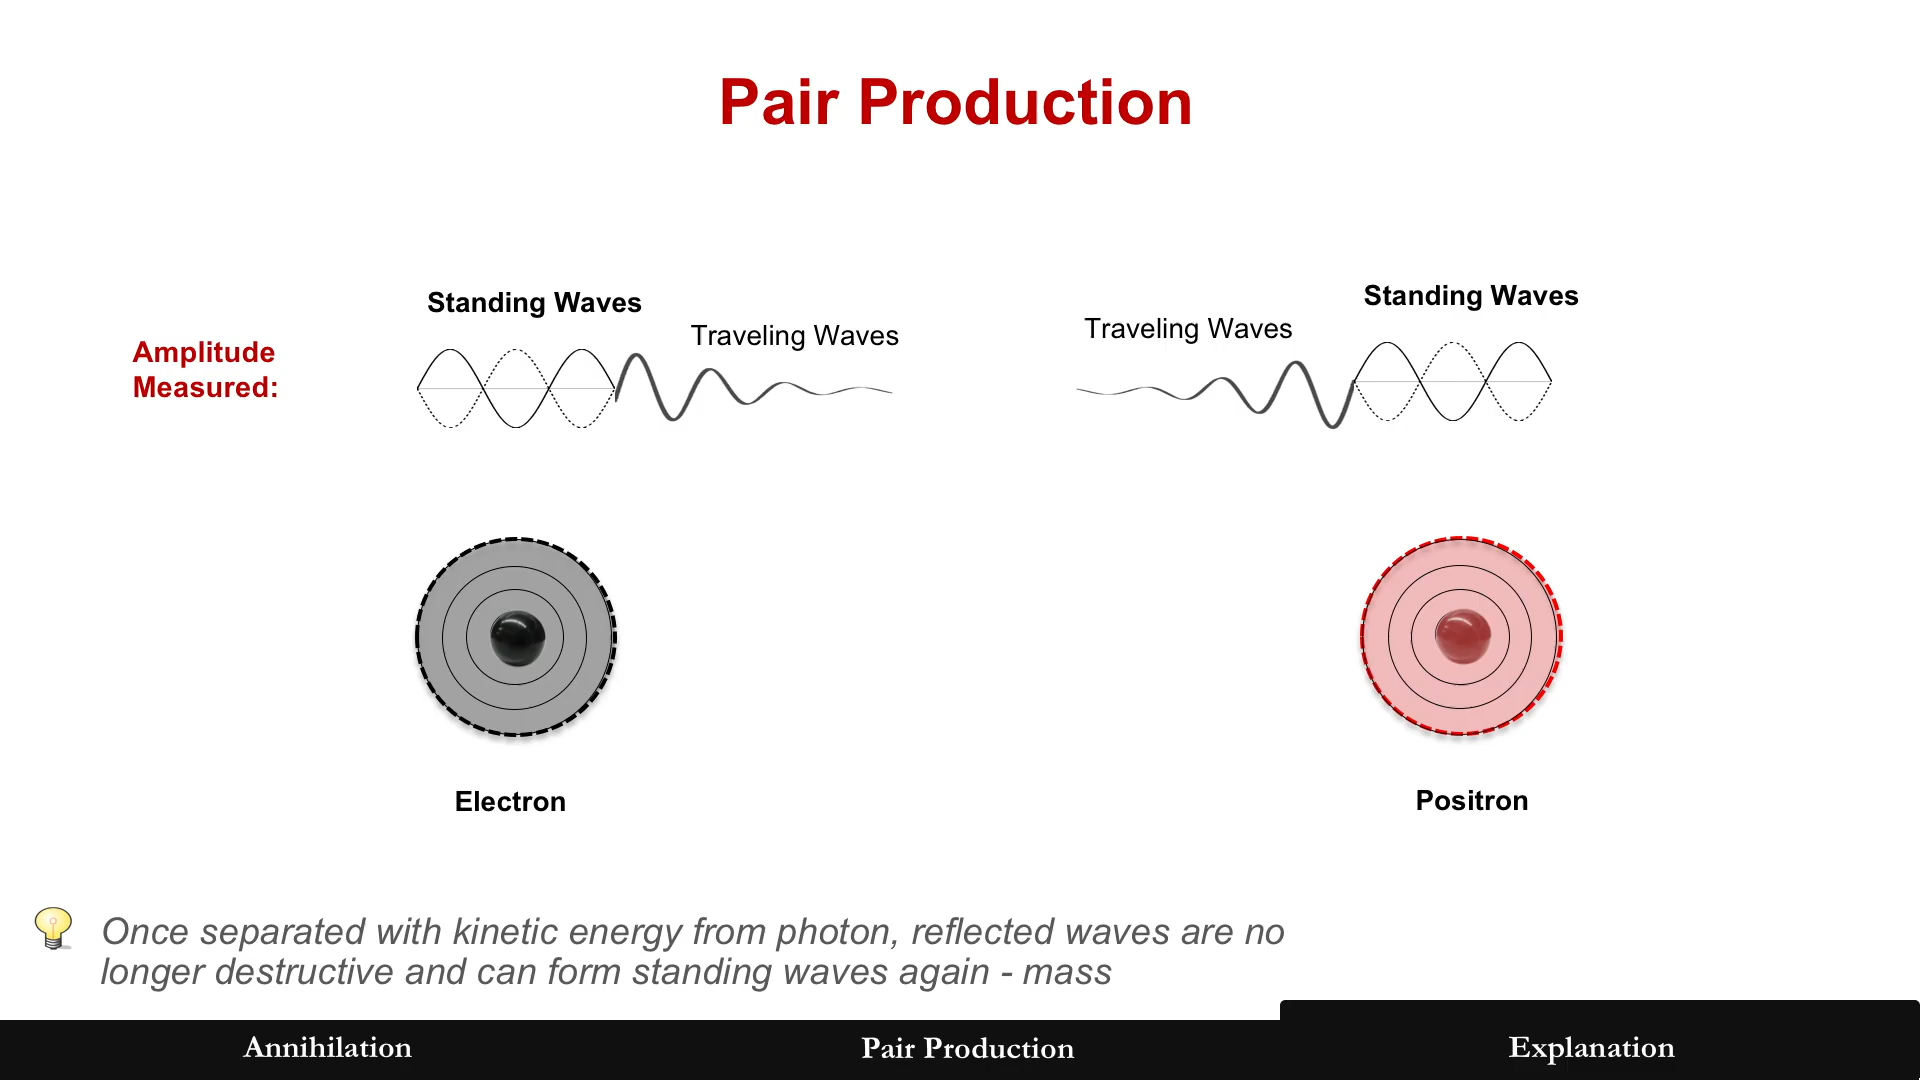 Pair Production
Standing Waves
Standing Waves
Traveling Waves
Traveling Waves
Amplitude
Measured:
Electron
Positron
Once separated with kinetic energy from photon, reflected waves are no
longer destructive and can form standing waves again - mass
Annihilation
Pair Production
Explanation